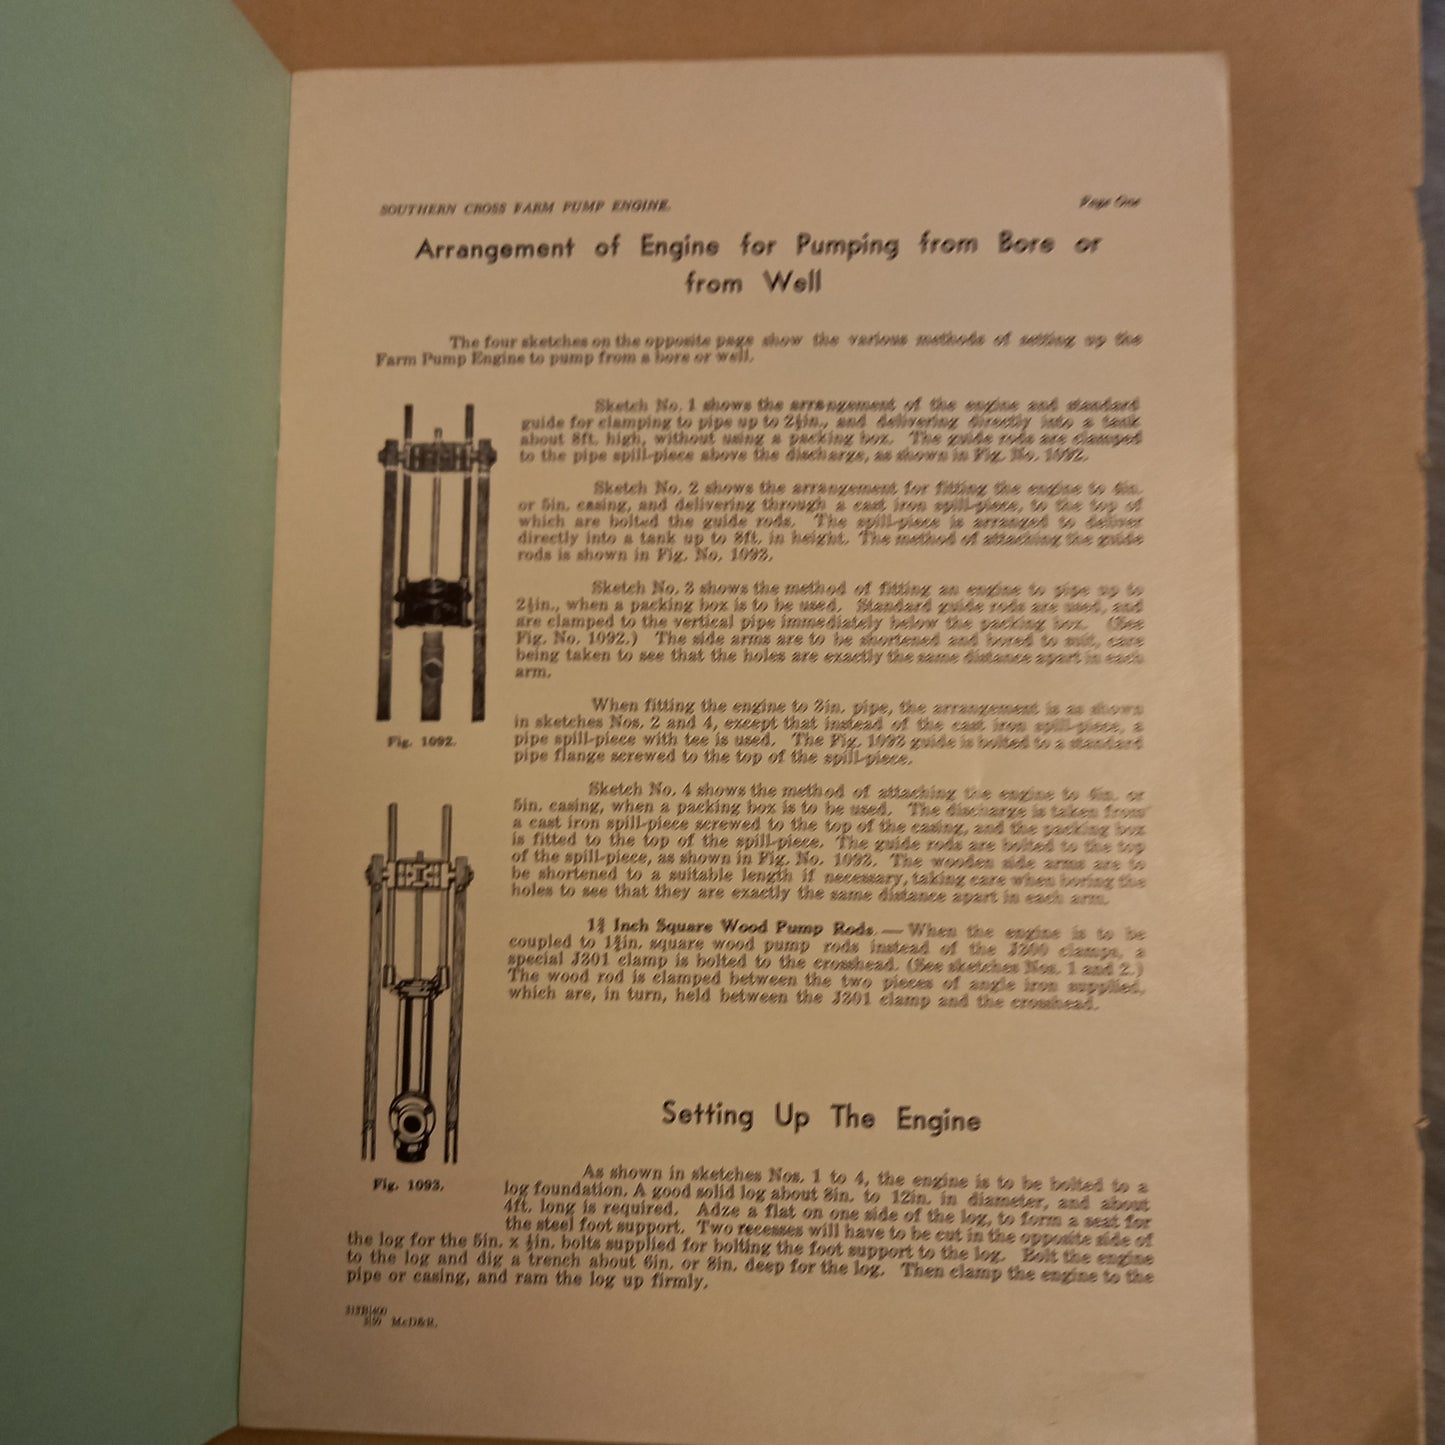 SOUTHERN CROSS FARM PUMP ENGINE.
Page One
Arrangement of Engine for Pumping from Bore or
from Well
The four sketches on the opposite page show the various methods of setting up the
Farm Pump Engine to pump from a bore or well.
Sketch No. 1 shows the arrangement of the engine and standard
guide for clamping to pipe up to 2½in., and delivering directly into a tank
about 8ft. high, without using a packing box. The guide rods are clamped
to the pipe spill-piece above the discharge, as shown in Fig. No. 1092.
Sketch No. 2 shows the arrangement for fitting the engine to 4in.
or 5in. casing, and delivering through a cast iron spill-piece, to the top of
which are bolted the guide rods. The spill-piece is arranged to deliver
directly into a tank up to 8ft. in height. The method of attaching the guide
rods is shown in Fig. No. 1093.
Sketch No. 3 shows the method of fitting an engine to pipe up to
2½in., when a packing box is to be used. Standard guide rods are used, and
are clamped to the vertical pipe immediately below the packing box. (See
Fig. No. 1092.) The side arms are to be shortened and bored to suit, care
being taken to see that the holes are exactly the same distance apart in each
arm.
When fitting the engine to 3in. pipe, the arrangement is as shown
in sketches Nos. 2 and 4, except that instead of the cast iron spill-piece, a
pipe spill-piece with tee is used. The Fig. 1093 guide is bolted to a standard
pipe flange screwed to the top of the spill-piece.
Fig. 1092.
Sketch No. 4 shows the method of attaching the engine to 4in. or
5in. casing, when a packing box is to be used. The discharge is taken from
a cast iron spill-piece screwed to the top of the casing, and the packing box
is fitted to the top of the spill-piece. The guide rods are bolted to the top
of the spill-piece, as shown in Fig. No. 1093. The wooden side arms are to
be shortened to a suitable length if necessary, taking care when boring the
holes to see that they are exactly the same distance apart in each arm.
Inch Square Wood Pump Rods.—When the engine is to be
coupled to square wood pump rods instead of the J300 clamps, a
special J301 clamp is bolted to the crosshead. (See sketches Nos. 1 and 2.)
The wood rod is clamped between the two pieces of angle iron supplied,
which are, in turn, held between the J301 clamp and the crosshead.
Fig. 1093.
Setting Up The Engine
As shown in sketches Nos. 1 to 4, the engine is to be bolted to a
log foundation. A good solid log about 8in. to 12in. in diameter, and about
4ft. long is required. Adze a flat on one side of the log, to form a seat for
the steel foot support. Two recesses will have to be cut in the opposite side of
the log for the 5in. x ½in. bolts supplied for bolting the foot support to the log. Bolt the engine
to the log and dig a trench about 6in. or 8in. deep for the log. Then clamp the engine to the
pipe or casing, and ram the log up firmly.
McD&R.